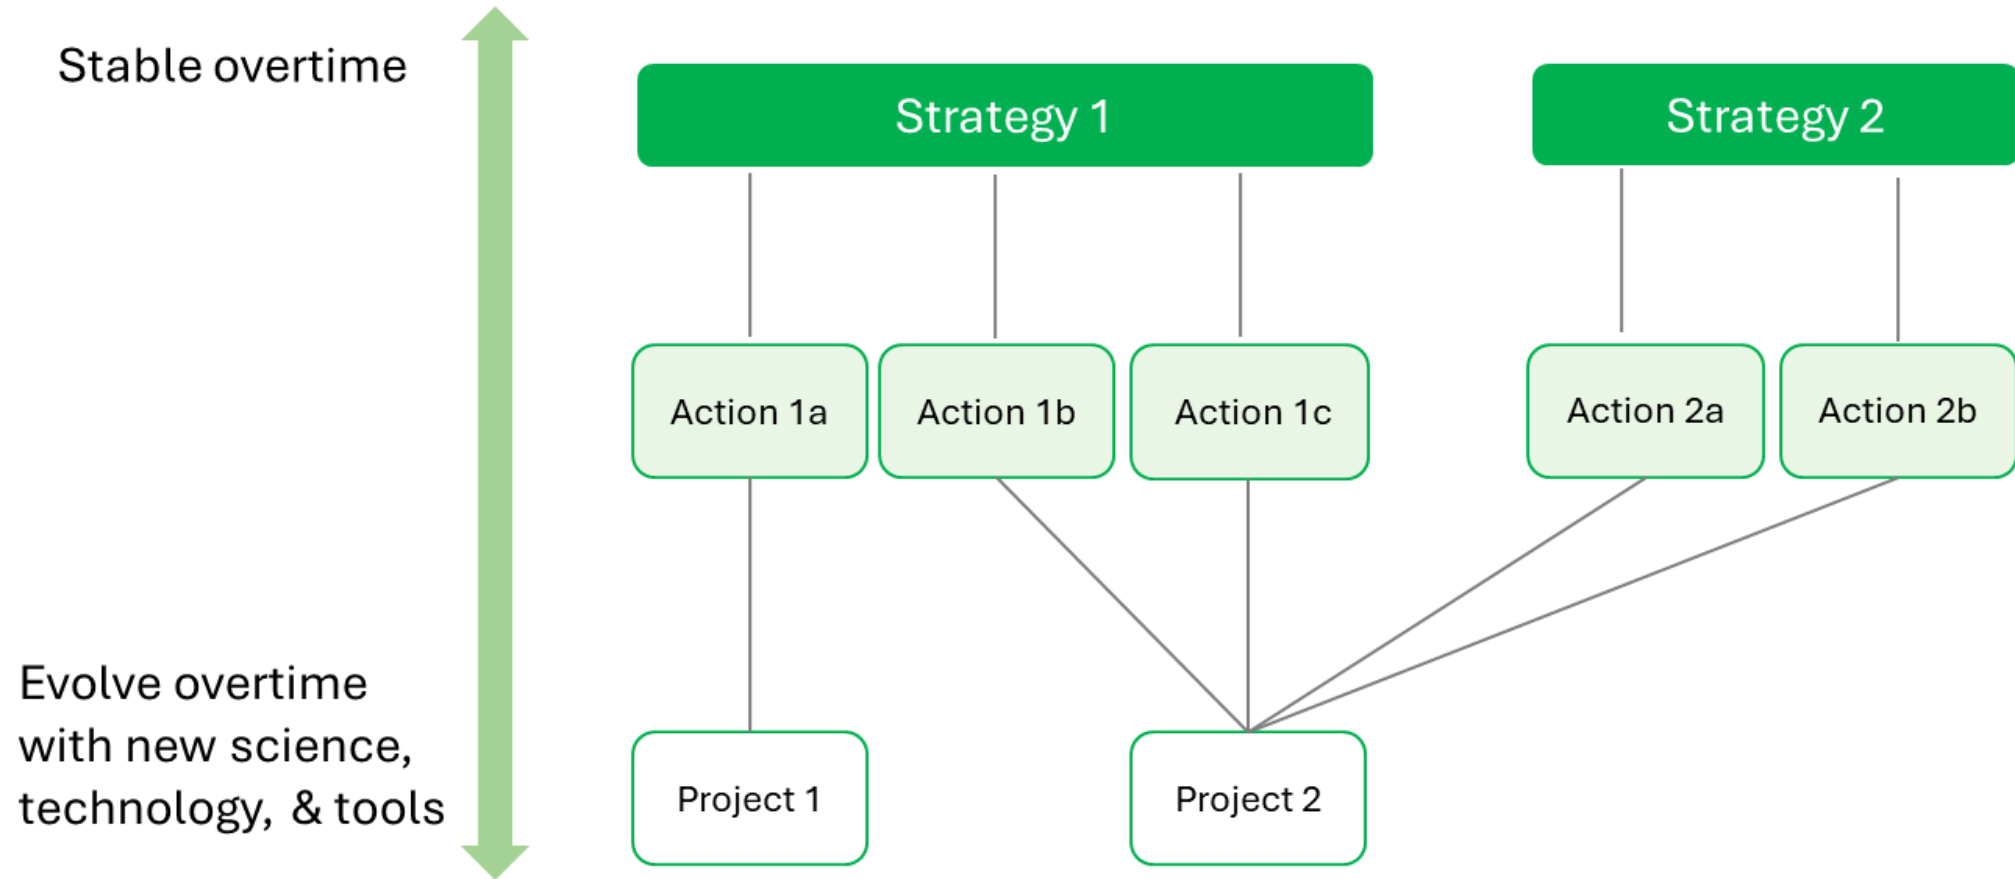 Stable overtime
Strategy 1
Strategy 2
Action 1a
Action 1b
Action 1c
Action 2a
Action 2b
Evolve overtime
with new science,
technology, & tools
Project 1
Project 2